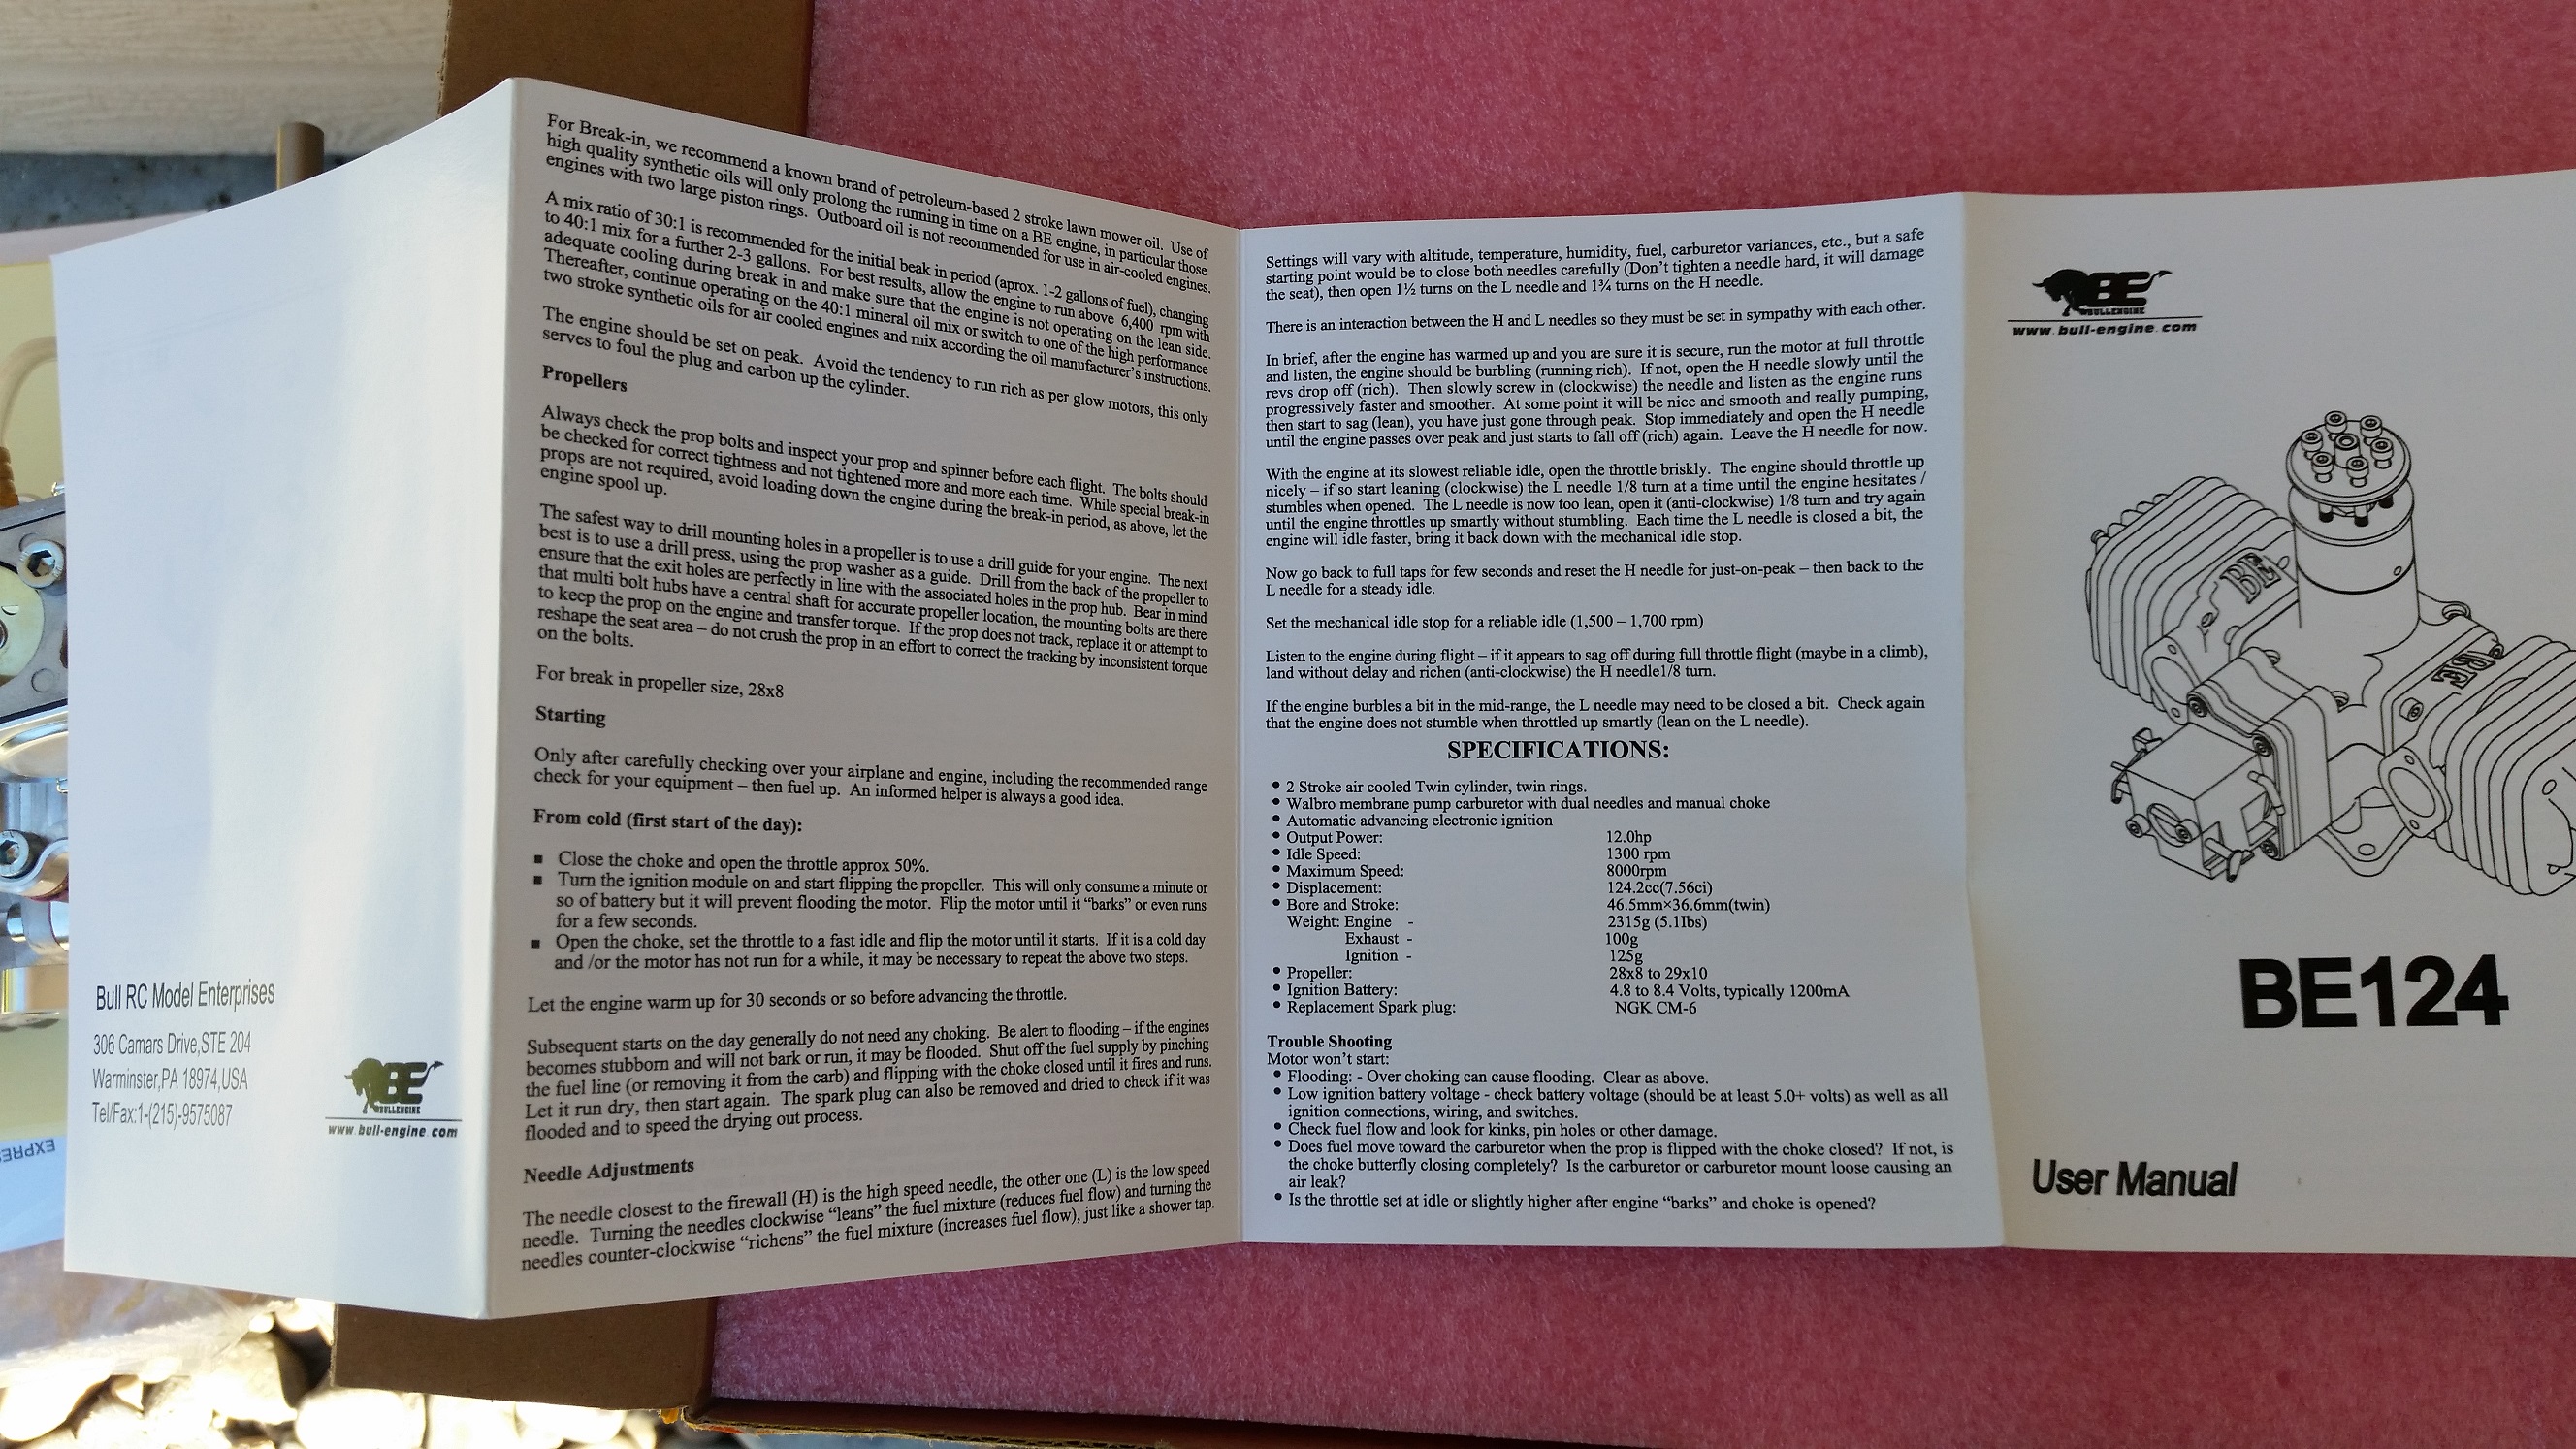 Bull RC Model Enterprises
306 Camars Drive,STE 204
Warminster,PA 18974,USA
Tel/Fax:1-(215)-9575087
BE
BULLENGINE
www.bull-engine.com
For Break-in, we recommend a known brand of petroleum-based 2 stroke lawn mower oil. Use of
high quality synthetic oils will only prolong the running in time on a BE engine, in particular those
engines with two large piston rings. Outboard oil is not recommended for use in air-cooled engines.
A mix ratio of 30:1 is recommended for the initial beak in period (aprox. 1-2 gallons of fuel), changing
to 40:1 mix for a further 2-3 gallons. For best results, allow the engine to run above 6,400 rpm with
adequate cooling during break in and make sure that the engine is not operating on the lean side.
Thereafter, continue operating on the 40:1 mineral oil mix or switch to one of the high performance
two stroke synthetic oils for air cooled engines and mix according the oil manufacturer's instructions.
The engine should be set on peak. Avoid the tendency to run rich as per glow motors, this only
serves to foul the plug and carbon up the cylinder.
Propellers
Always check the prop bolts and inspect your prop and spinner before each flight. The bolts should
be checked for correct tightness and not tightened more and more each time. While special break-in
props are not required, avoid loading down the engine during the break-in period, as above, let the
engine spool up.
The safest way to drill mounting holes in a propeller is to use a drill guide for your engine. The next
best is to use a drill press, using the prop washer as a guide. Drill from the back of the propeller to
ensure that the exit holes are perfectly in line with the associated holes in the prop hub. Bear in mind
that multi bolt hubs have a central shaft for accurate propeller location, the mounting bolts are there
to keep the prop on the engine and transfer torque. If the prop does not track, replace it or attempt to
reshape the seat area – do not crush the prop in an effort to correct the tracking by inconsistent torque
on the bolts.
For break in propeller size, 28x8
Starting
Only after carefully checking over your airplane and engine, including the recommended range
check for your equipment – then fuel up. An informed helper is always a good idea.
From cold (first start of the day):
▪ Close the choke and open the throttle approx 50%.
▪ Turn the ignition module on and start flipping the propeller. This will only consume a minute or
so of battery but it will prevent flooding the motor. Flip the motor until it “barks” or even runs
for a few seconds.
▪ Open the choke, set the throttle to a fast idle and flip the motor until it starts. If it is a cold day
and /or the motor has not run for a while, it may be necessary to repeat the above two steps.
Let the engine warm up for 30 seconds or so before advancing the throttle.
Subsequent starts on the day generally do not need any choking. Be alert to flooding – if the engines
becomes stubborn and will not bark or run, it may be flooded. Shut off the fuel supply by pinching
the fuel line (or removing it from the carb) and flipping with the choke closed until it fires and runs.
Let it run dry, then start again. The spark plug can also be removed and dried to check if it was
flooded and to speed the drying out process.
Needle Adjustments
The needle closest to the firewall (H) is the high speed needle, the other one (L) is the low speed
needle. Turning the needles clockwise “leans” the fuel mixture (reduces fuel flow) and turning the
needles counter-clockwise “richens” the fuel mixture (increases fuel flow), just like a shower tap.
Settings will vary with altitude, temperature, humidity, fuel, carburetor variances, etc., but a safe
starting point would be to close both needles carefully (Don't tighten a needle hard, it will damage
the seat), then open 1½ turns on the L needle and 1¾ turns on the H needle.
There is an interaction between the H and L needles so they must be set in sympathy with each other.
In brief, after the engine has warmed up and you are sure it is secure, run the motor at full throttle
and listen, the engine should be burbling (running rich). If not, open the H needle slowly until the
revs drop off (rich). Then slowly screw in (clockwise) the needle and listen as the engine runs
progressively faster and smoother. At some point it will be nice and smooth and really pumping,
then start to sag (lean), you have just gone through peak. Stop immediately and open the H needle
until the engine passes over peak and just starts to fall off (rich) again. Leave the H needle for now.
With the engine at its slowest reliable idle, open the throttle briskly. The engine should throttle up
nicely – if so start leaning (clockwise) the L needle 1/8 turn at a time until the engine hesitates /
stumbles when opened. The L needle is now too lean, open it (anti-clockwise) 1/8 turn and try again
until the engine throttles up smartly without stumbling. Each time the L needle is closed a bit, the
engine will idle faster, bring it back down with the mechanical idle stop.
Now go back to full taps for few seconds and reset the H needle for just-on-peak – then back to the
L needle for a steady idle.
Set the mechanical idle stop for a reliable idle (1,500 – 1,700 rpm)
Listen to the engine during flight – if it appears to sag off during full throttle flight (maybe in a climb),
land without delay and richen (anti-clockwise) the H needle1/8 turn.
If the engine burbles a bit in the mid-range, the L needle may need to be closed a bit. Check again
that the engine does not stumble when throttled up smartly (lean on the L needle).
SPECIFICATIONS:
• 2 Stroke air cooled Twin cylinder, twin rings.
• Walbro membrane pump carburetor with dual needles and manual choke
• Automatic advancing electronic ignition
• Output Power: 12.0hp
• Idle Speed: 1300 rpm
• Maximum Speed: 8000rpm
• Displacement: 124.2cc(7.56ci)
• Bore and Stroke: 46.5mm×36.6mm(twin)
Weight: Engine - 2315g (5.1Ibs)
Exhaust - 100g
Ignition - 125g
• Propeller: 28x8 to 29x10
• Ignition Battery: 4.8 to 8.4 Volts, typically 1200mA
• Replacement Spark plug: NGK CM-6
Trouble Shooting
Motor won't start:
• Flooding: - Over choking can cause flooding. Clear as above.
• Low ignition battery voltage - check battery voltage (should be at least 5.0+ volts) as well as all
ignition connections, wiring, and switches.
• Check fuel flow and look for kinks, pin holes or other damage.
• Does fuel move toward the carburetor when the prop is flipped with the choke closed? If not, is
the choke butterfly closing completely? Is the carburetor or carburetor mount loose causing an
air leak?
• Is the throttle set at idle or slightly higher after engine “barks” and choke is opened?
BE
BULLENGINE
www.bull-engine.com
BE
BE
BE124
User Manual